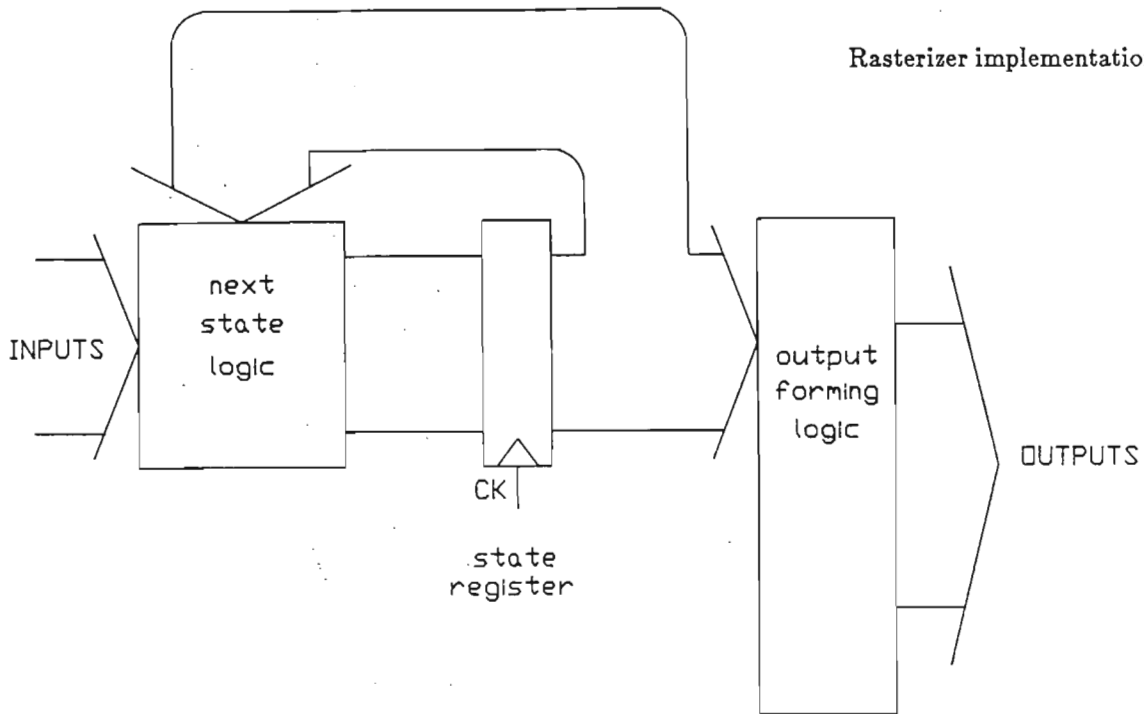 Rasterizer implementatio
INPUTS
next
state
logic
CK
state
register
output
forming
logic
OUTPUTS